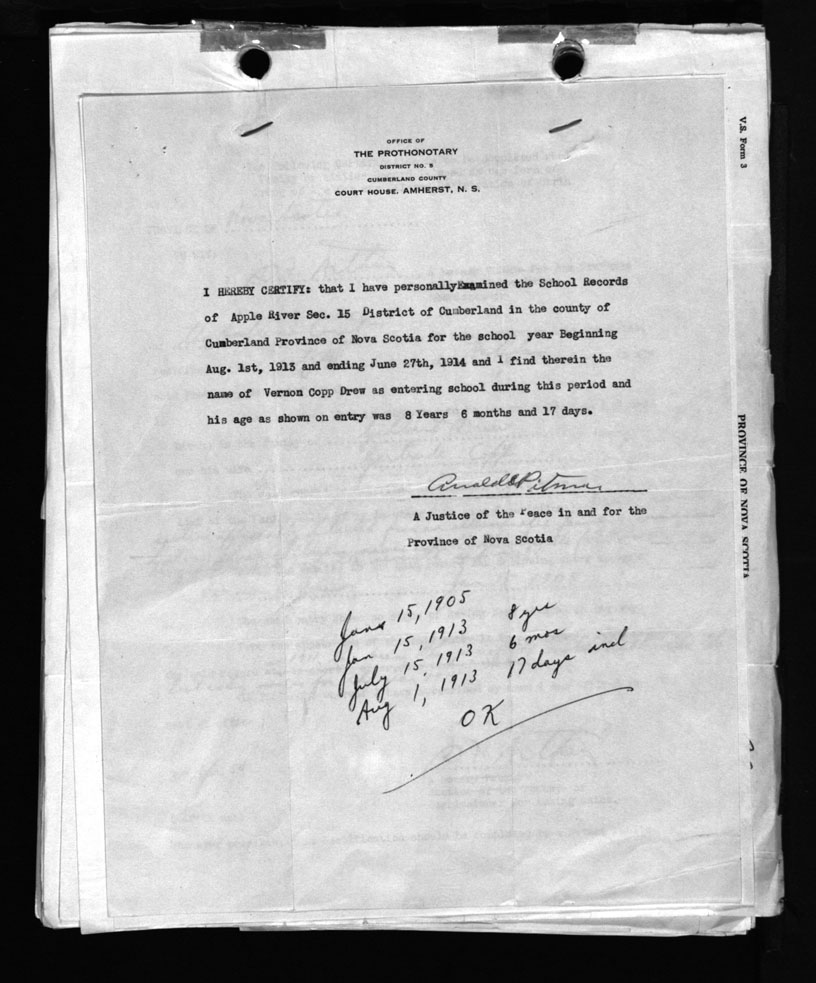 V.S. Form 3
PROVINCE OF NOVA SCOTIA
OFFICE OF
THE PROTHONOTARY
DISTRICT NO. 5
CUMBERLAND COUNTY
COURT HOUSE. AMHERST, N. S.
I HEREBY CERTIFY: that I have personallyExamined the School Records
of Apple River Sec. 15 District of Cumberland in the county of
Cumberland Province of Nova Scotia for the school year Beginning
Aug. 1st, 1913 and ending June 27th, 1914 and I find therein the
name of Vernon Copp Drew as entering school during this period and
his age as shown on entry was 8 Years 6 months and 17 days.
A Justice of the Peace in and for the
Province of Nova Scotia
Jan 15, 1905
Jan 15, 1913 8 yrs
July 15, 1913 6 mos
Aug 1, 1913 17 days incl
OK